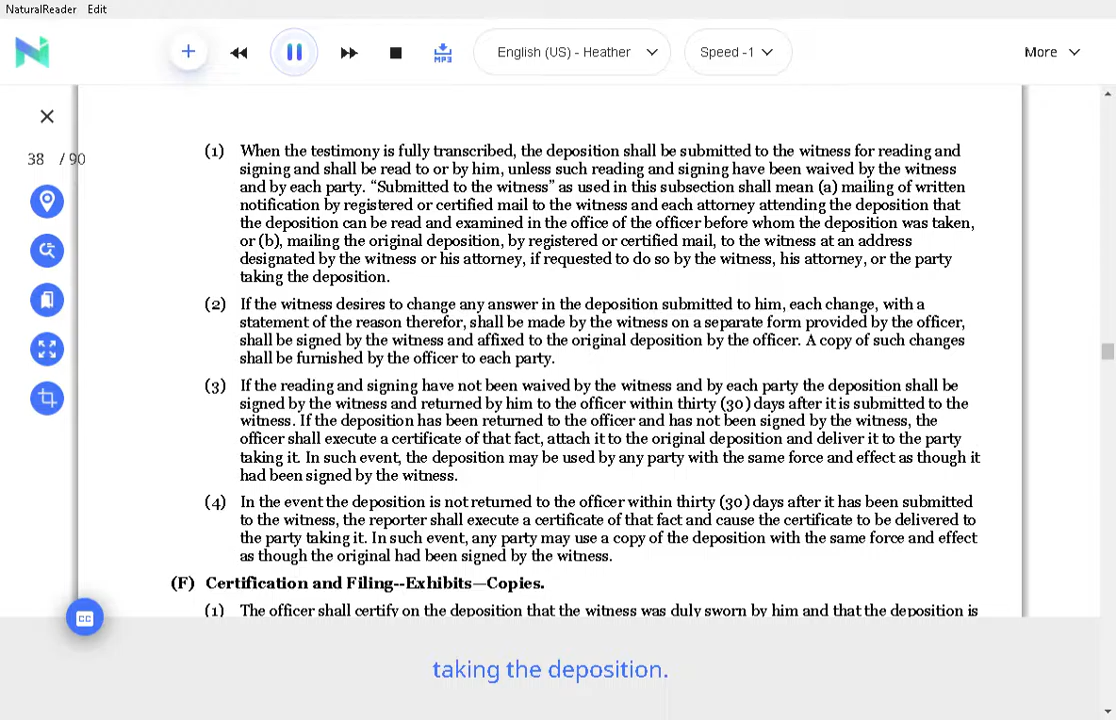 NaturalReader Edit
MP3
English (US) - Heather
Speed -1
More
38 / 90
(1) When the testimony is fully transcribed, the deposition shall be submitted to the witness for reading and
signing and shall be read to or by him, unless such reading and signing have been waived by the witness
and by each party. “Submitted to the witness” as used in this subsection shall mean (a) mailing of written
notification by registered or certified mail to the witness and each attorney attending the deposition that
the deposition can be read and examined in the office of the officer before whom the deposition was taken,
or (b), mailing the original deposition, by registered or certified mail, to the witness at an address
designated by the witness or his attorney, if requested to do so by the witness, his attorney, or the party
taking the deposition.
(2) If the witness desires to change any answer in the deposition submitted to him, each change, with a
statement of the reason therefor, shall be made by the witness on a separate form provided by the officer,
shall be signed by the witness and affixed to the original deposition by the officer. A copy of such changes
shall be furnished by the officer to each party.
(3) If the reading and signing have not been waived by the witness and by each party the deposition shall be
signed by the witness and returned by him to the officer within thirty (30) days after it is submitted to the
witness. If the deposition has been returned to the officer and has not been signed by the witness, the
officer shall execute a certificate of that fact, attach it to the original deposition and deliver it to the party
taking it. In such event, the deposition may be used by any party with the same force and effect as though it
had been signed by the witness.
(4) In the event the deposition is not returned to the officer within thirty (30) days after it has been submitted
to the witness, the reporter shall execute a certificate of that fact and cause the certificate to be delivered to
the party taking it. In such event, any party may use a copy of the deposition with the same force and effect
as though the original had been signed by the witness.
(F) Certification and Filing--Exhibits—Copies.
(1) The officer shall certify on the deposition that the witness was duly sworn by him and that the deposition is
CC
taking the deposition.